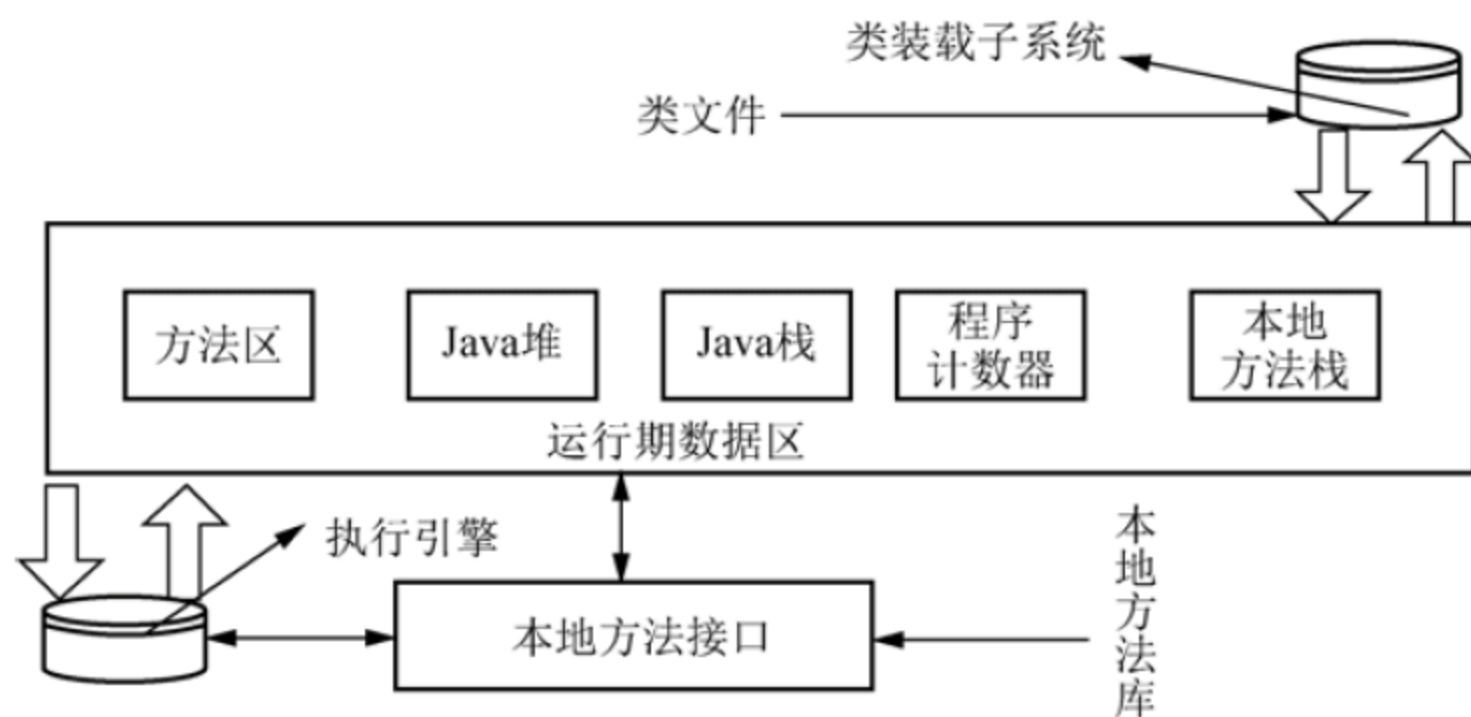 类装载子系统
类文件
方法区
Java堆
Java栈
程序
计数器
本地
方法栈
运行期数据区
执行引擎
本地方法接口
本地方法库